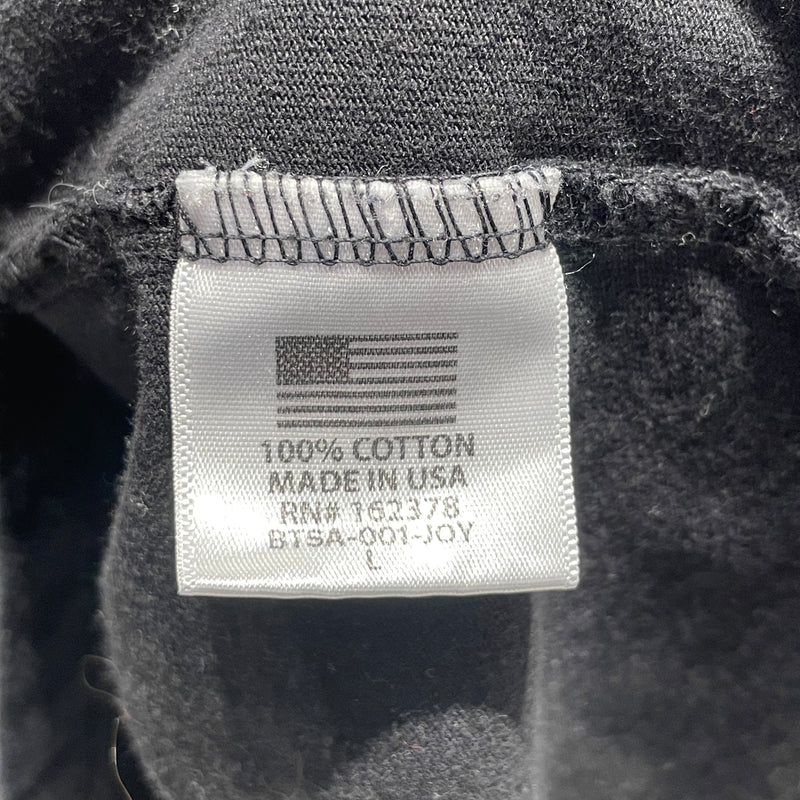 100% COTTON
MADE IN USA
RN# 162378
BTSA-001-JOY
L